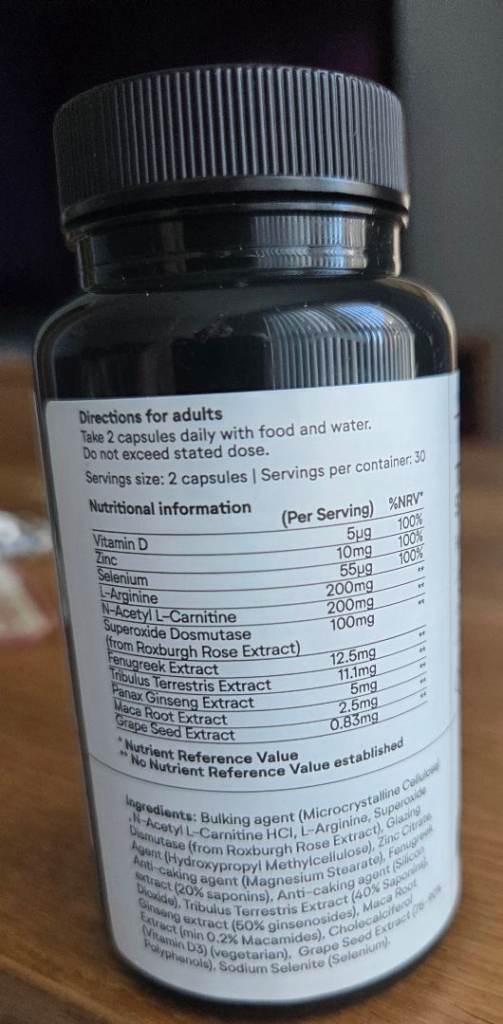 Directions for adults
Take 2 capsules daily with food and water.
Do not exceed stated dose.
Servings size: 2 capsules | Servings per container: 30
Nutritional information (Per Serving) %NRV*
Vitamin D 5µg 100%
Zinc 10mg 100%
Selenium 55µg 100%
L-Arginine 200mg **
N-Acetyl L-Carnitine 200mg **
Superoxide Dosmutase 100mg **
(from Roxburgh Rose Extract)
Fenugreek Extract 12.5mg **
Tribulus Terrestris Extract 11.1mg **
Panax Ginseng Extract 5mg **
Maca Root Extract 2.5mg **
Grape Seed Extract 0.83mg **
* Nutrient Reference Value
** No Nutrient Reference Value established
Ingredients: Bulking agent (Microcrystalline Cellulose)
, N-Acetyl L-Carnitine HCl, L-Arginine, Superoxide
Dismutase (from Roxburgh Rose Extract), Glazing
Agent (Hydroxypropyl Methylcellulose), Zinc Citrate,
Anti-caking agent (Magnesium Stearate), Fenugreek
extract (20% saponins), Anti-caking agent (Silicon
Dioxide), Tribulus Terrestris Extract (40% Saponins),
Ginseng extract (50% ginsenosides), Maca Root
Extract (min 0.2% Macamides), Cholecalciferol
(Vitamin D3) (vegetarian), Grape Seed Extract
Polyphenols), Sodium Selenite (Selenium).